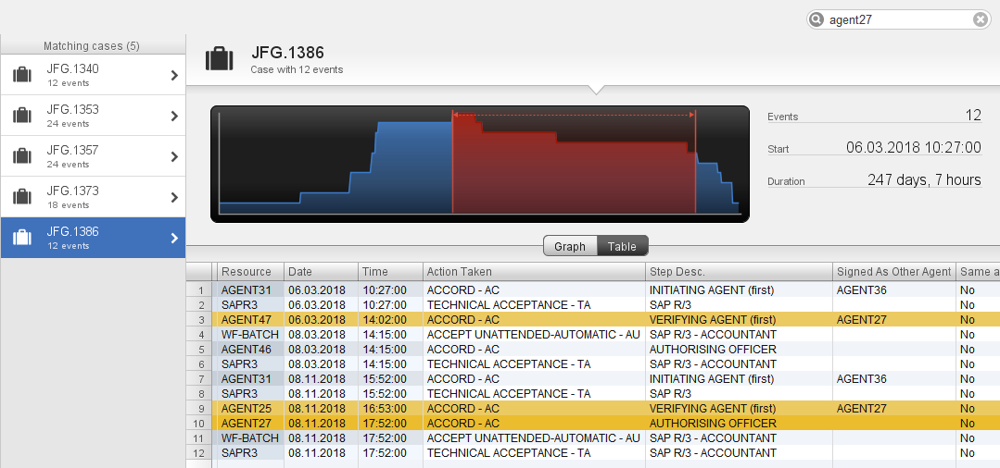 agent27
Matching cases (5)
JFG.1340
12 events
JFG.1353
24 events
JFG.1357
24 events
JFG.1373
18 events
JFG.1386
12 events
JFG.1386
Case with 12 events
Events 12
Start 06.03.2018 10:27:00
Duration 247 days, 7 hours
Graph Table
Resource Date Time Action Taken Step Desc. Signed As Other Agent Same a
1 AGENT31 06.03.2018 10:27:00 ACCORD - AC INITIATING AGENT (first) AGENT36 No
2 SAPR3 06.03.2018 10:27:00 TECHNICAL ACCEPTANCE - TA SAP R/3 No
3 AGENT47 06.03.2018 14:02:00 ACCORD - AC VERIFYING AGENT (first) AGENT27 No
4 WF-BATCH 08.03.2018 14:15:00 ACCEPT UNATTENDED-AUTOMATIC - AU SAP R/3 - ACCOUNTANT No
5 AGENT46 08.03.2018 14:15:00 ACCORD - AC AUTHORISING OFFICER No
6 SAPR3 08.03.2018 14:15:00 TECHNICAL ACCEPTANCE - TA SAP R/3 - ACCOUNTANT No
7 AGENT31 08.11.2018 15:52:00 ACCORD - AC INITIATING AGENT (first) AGENT36 No
8 SAPR3 08.11.2018 15:52:00 TECHNICAL ACCEPTANCE - TA SAP R/3 No
9 AGENT25 08.11.2018 16:53:00 ACCORD - AC VERIFYING AGENT (first) AGENT27 No
10 AGENT27 08.11.2018 17:52:00 ACCORD - AC AUTHORISING OFFICER No
11 WF-BATCH 08.11.2018 17:52:00 ACCEPT UNATTENDED-AUTOMATIC - AU SAP R/3 - ACCOUNTANT No
12 SAPR3 08.11.2018 17:52:00 TECHNICAL ACCEPTANCE - TA SAP R/3 - ACCOUNTANT No